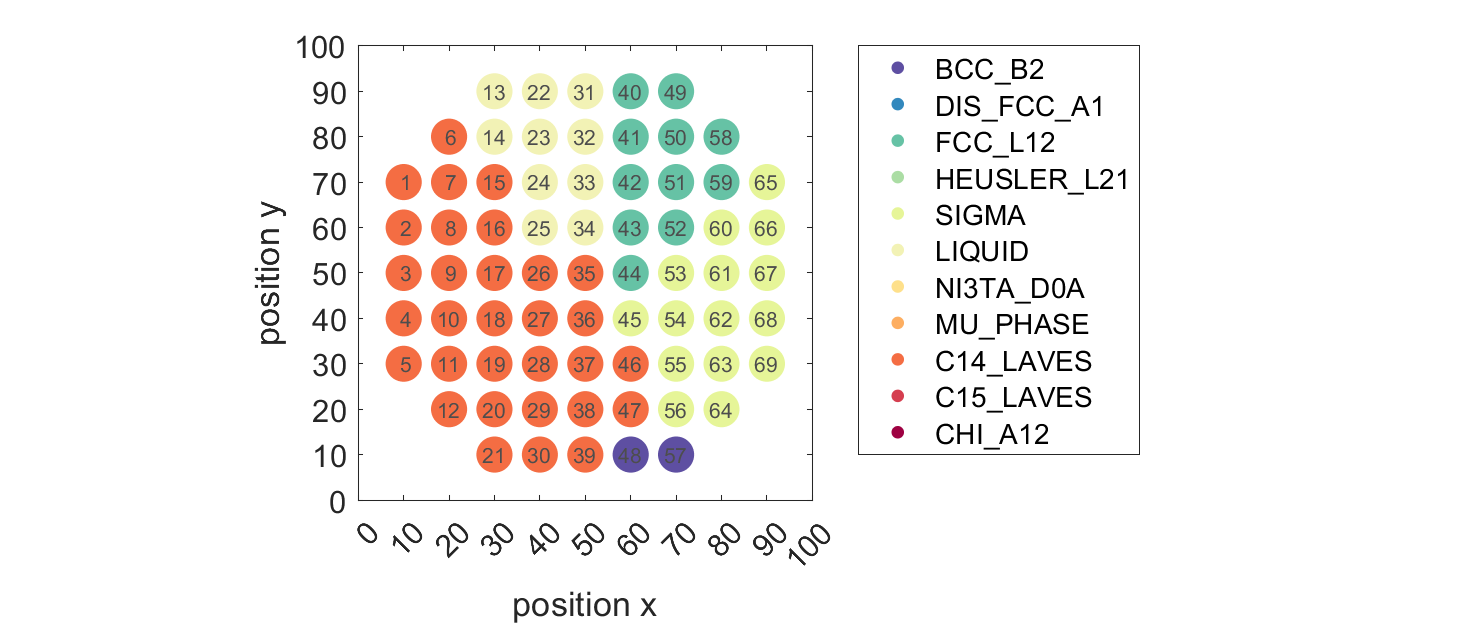 100
90 13 22 31 40 49
80 6 14 23 32 41 50 58
70 1 7 15 24 33 42 51 59 65
60 2 8 16 25 34 43 52 60 66
50 3 9 17 26 35 44 53 61 67
40 4 10 18 27 36 45 54 62 68
30 5 11 19 28 37 46 55 63 69
20 12 20 29 38 47 56 64
10 21 30 39 48 57
0
0 10 20 30 40 50 60 70 80 90 100
position x
position y
BCC_B2
DIS_FCC_A1
FCC_L12
HEUSLER_L21
SIGMA
LIQUID
NI3TA_D0A
MU_PHASE
C14_LAVES
C15_LAVES
CHI_A12